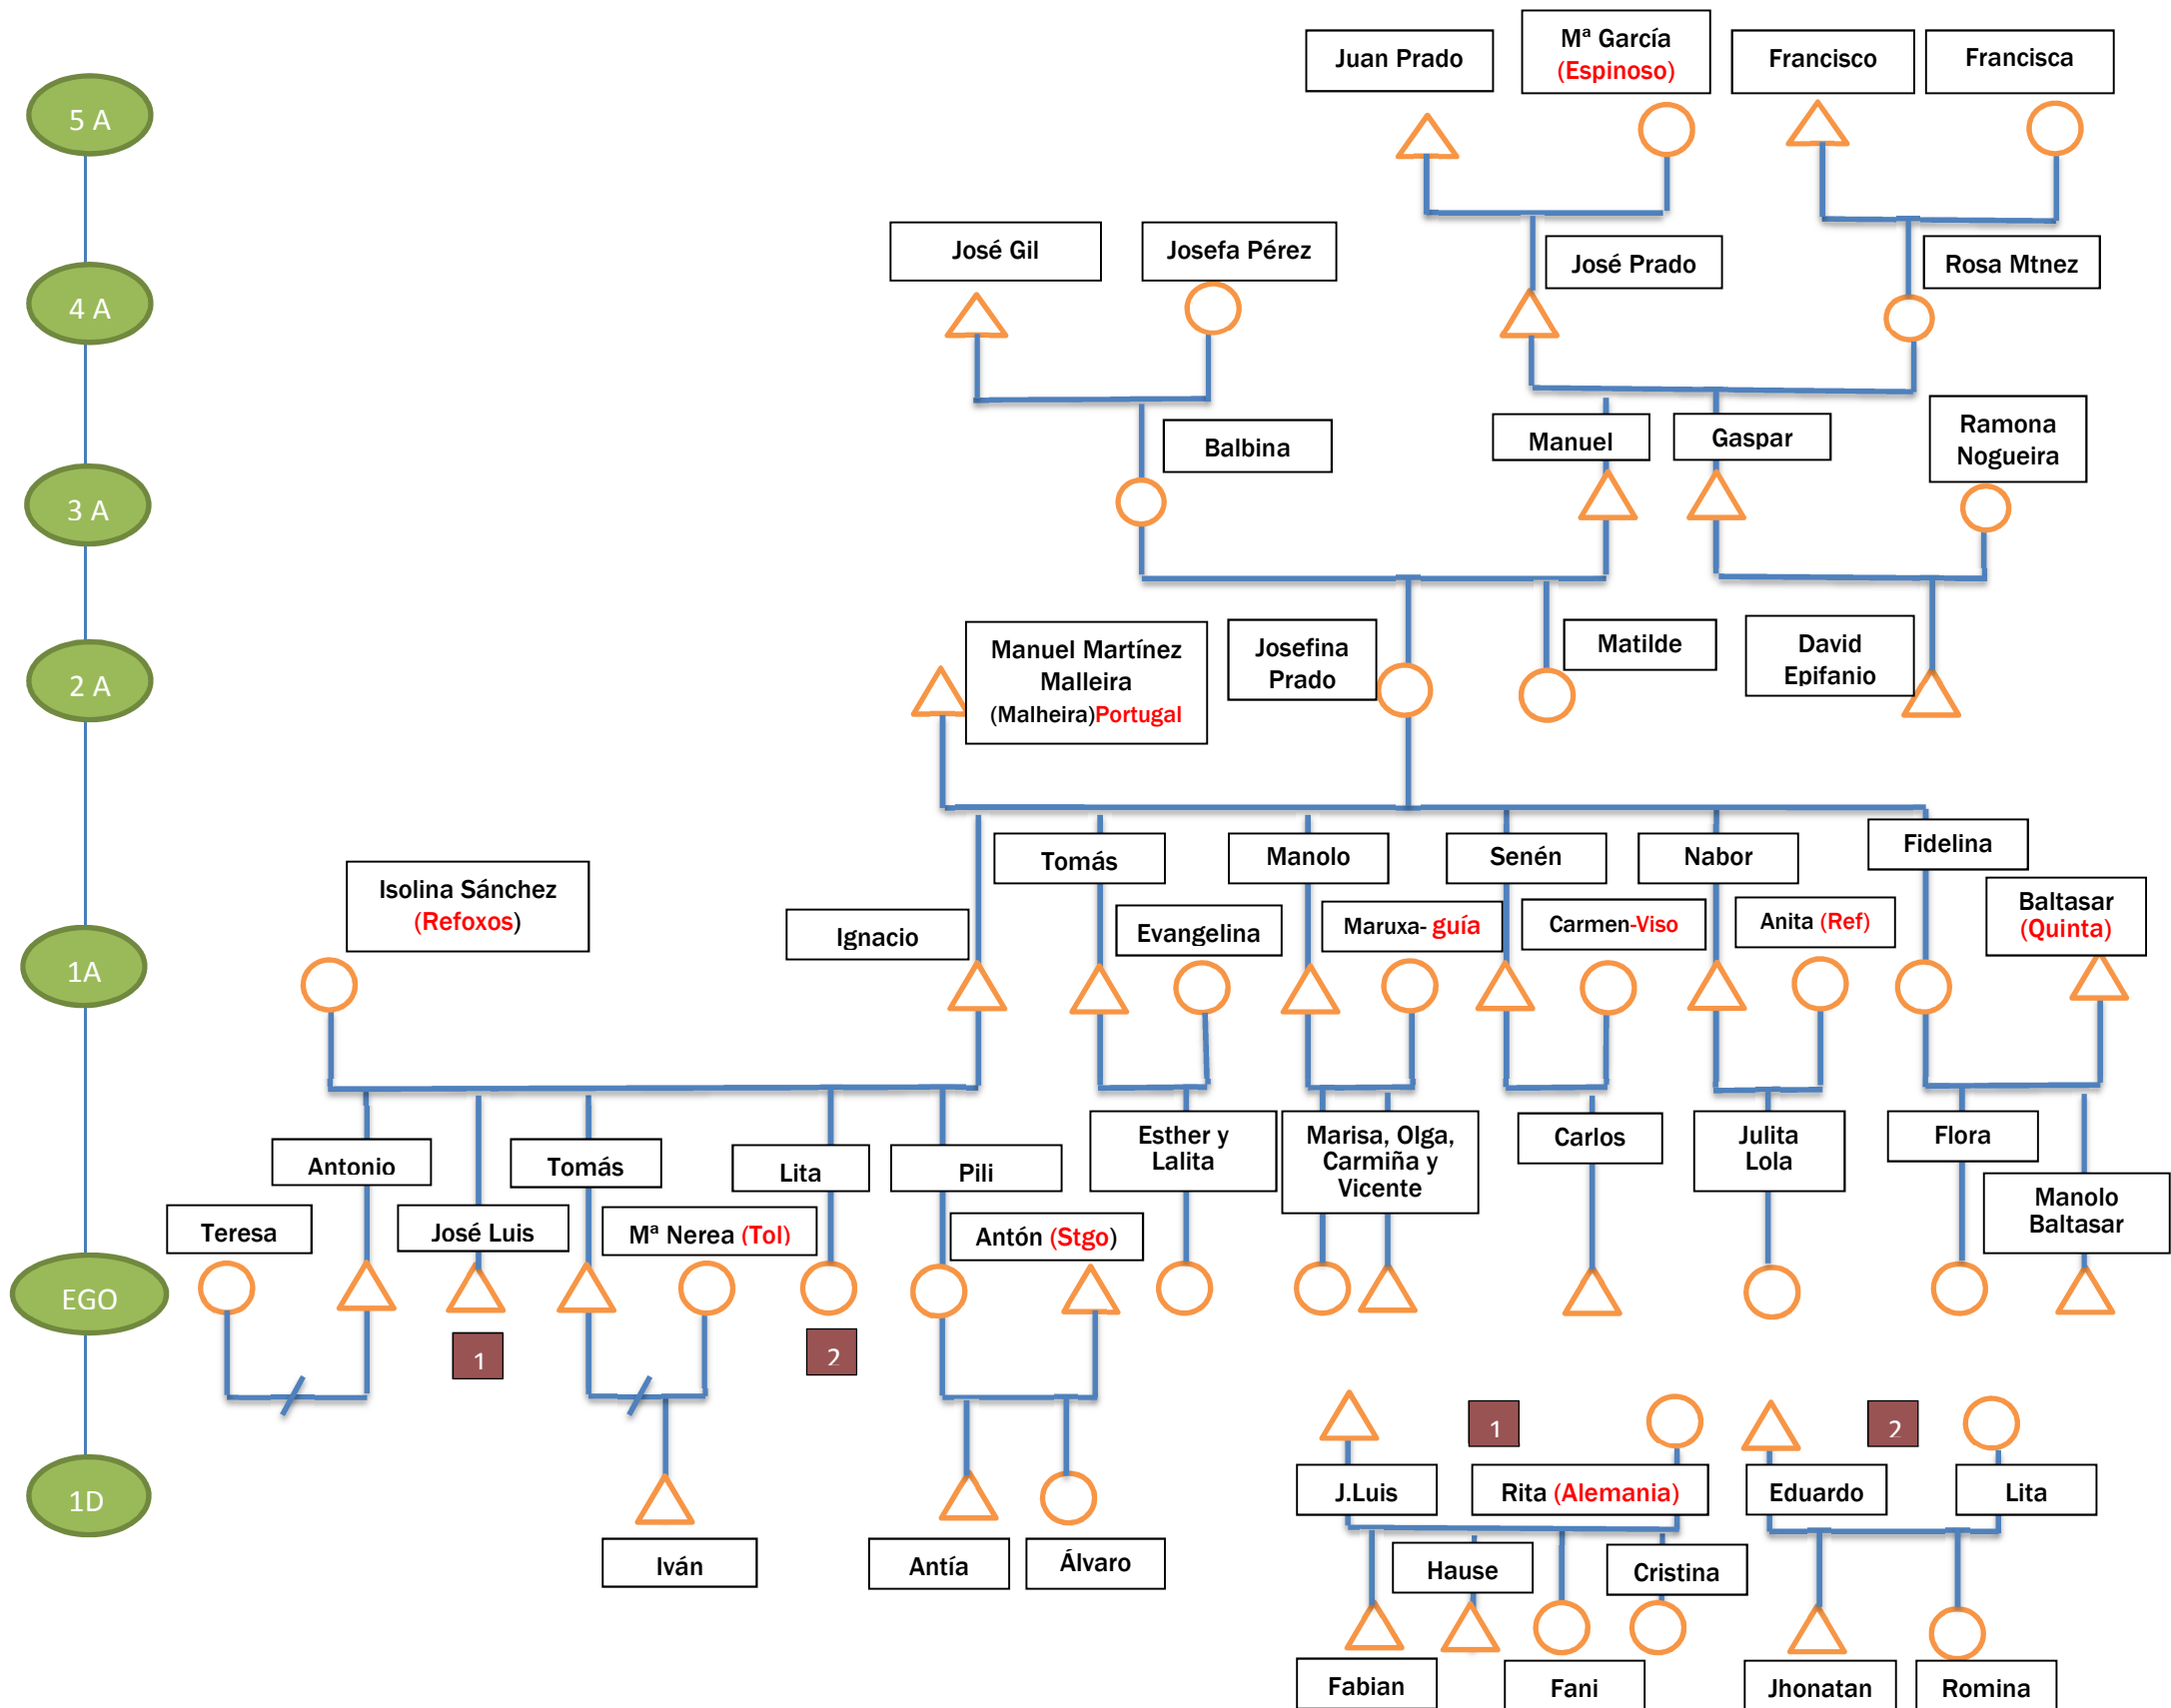 Juan Prado
Mª García
(Espinoso)
Francisco
Francisca
5 A
José Gil
Josefa Pérez
José Prado
Rosa Mtnez
4 A
Balbina
Manuel
Gaspar
Ramona
Nogueira
3 A
Manuel Martínez
Malleira
(Malheira)Portugal
Josefina
Prado
Matilde
David
Epifanio
2 A
Isolina Sánchez
(Refoxos)
Ignacio
Tomás
Evangelina
Manolo
Maruxa- guía
Senén
Carmen-Viso
Nabor
Anita (Ref)
Fidelina
Baltasar
(Quinta)
1A
Teresa
Antonio
José Luis
Tomás
Mª Nerea (Tol)
Lita
Pili
Antón (Stgo)
Esther y
Lalita
Marisa, Olga,
Carmiña y
Vicente
Carlos
Julita
Lola
Flora
Manolo
Baltasar
EGO
1
2
1
2
J.Luis
Rita (Alemania)
Eduardo
Lita
1D
Iván
Antía
Álvaro
Hause
Cristina
Fabian
Fani
Jhonatan
Romina